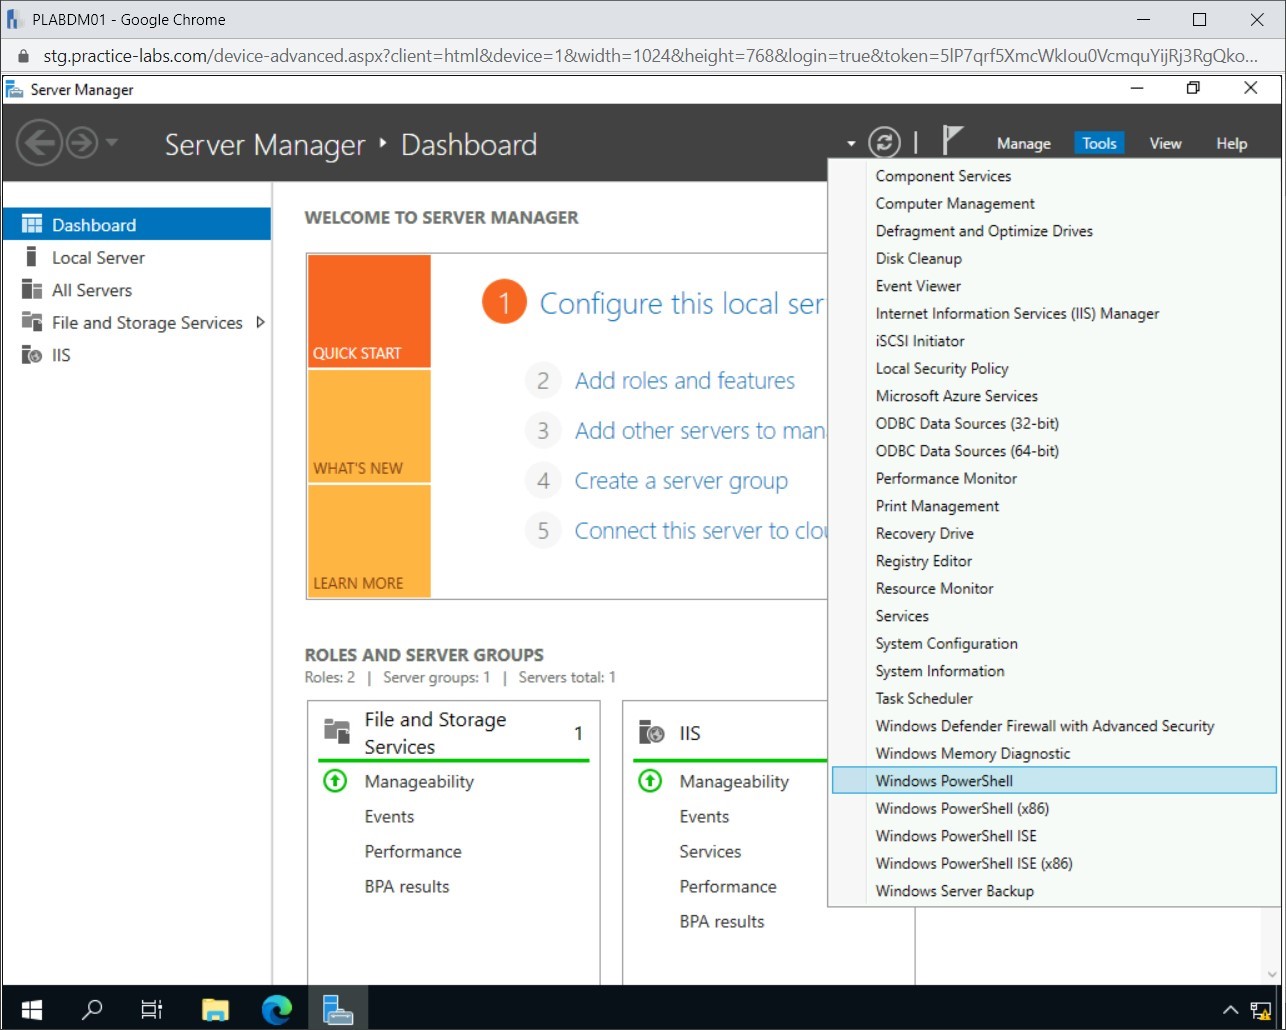 PLABDM01 - Google Chrome
stg.practice-labs.com/device-advanced.aspx?client=html&device=1&width=1024&height=768&login=true&token=5lP7qrf5XmcWkIou0VcmquYijRj3RgQko...
Server Manager
Server Manager ‣ Dashboard
Manage Tools View Help
Dashboard
Local Server
All Servers
File and Storage Services
IIS
WELCOME TO SERVER MANAGER
QUICK START
WHAT'S NEW
LEARN MORE
1 Configure this local ser
2 Add roles and features
3 Add other servers to man
4 Create a server group
5 Connect this server to clou
ROLES AND SERVER GROUPS
Roles: 2 | Server groups: 1 | Servers total: 1
File and Storage
Services 1
Manageability
Events
Performance
BPA results
IIS
Manageability
Events
Services
Performance
BPA results
Component Services
Computer Management
Defragment and Optimize Drives
Disk Cleanup
Event Viewer
Internet Information Services (IIS) Manager
iSCSI Initiator
Local Security Policy
Microsoft Azure Services
ODBC Data Sources (32-bit)
ODBC Data Sources (64-bit)
Performance Monitor
Print Management
Recovery Drive
Registry Editor
Resource Monitor
Services
System Configuration
System Information
Task Scheduler
Windows Defender Firewall with Advanced Security
Windows Memory Diagnostic
Windows PowerShell
Windows PowerShell (x86)
Windows PowerShell ISE
Windows PowerShell ISE (x86)
Windows Server Backup